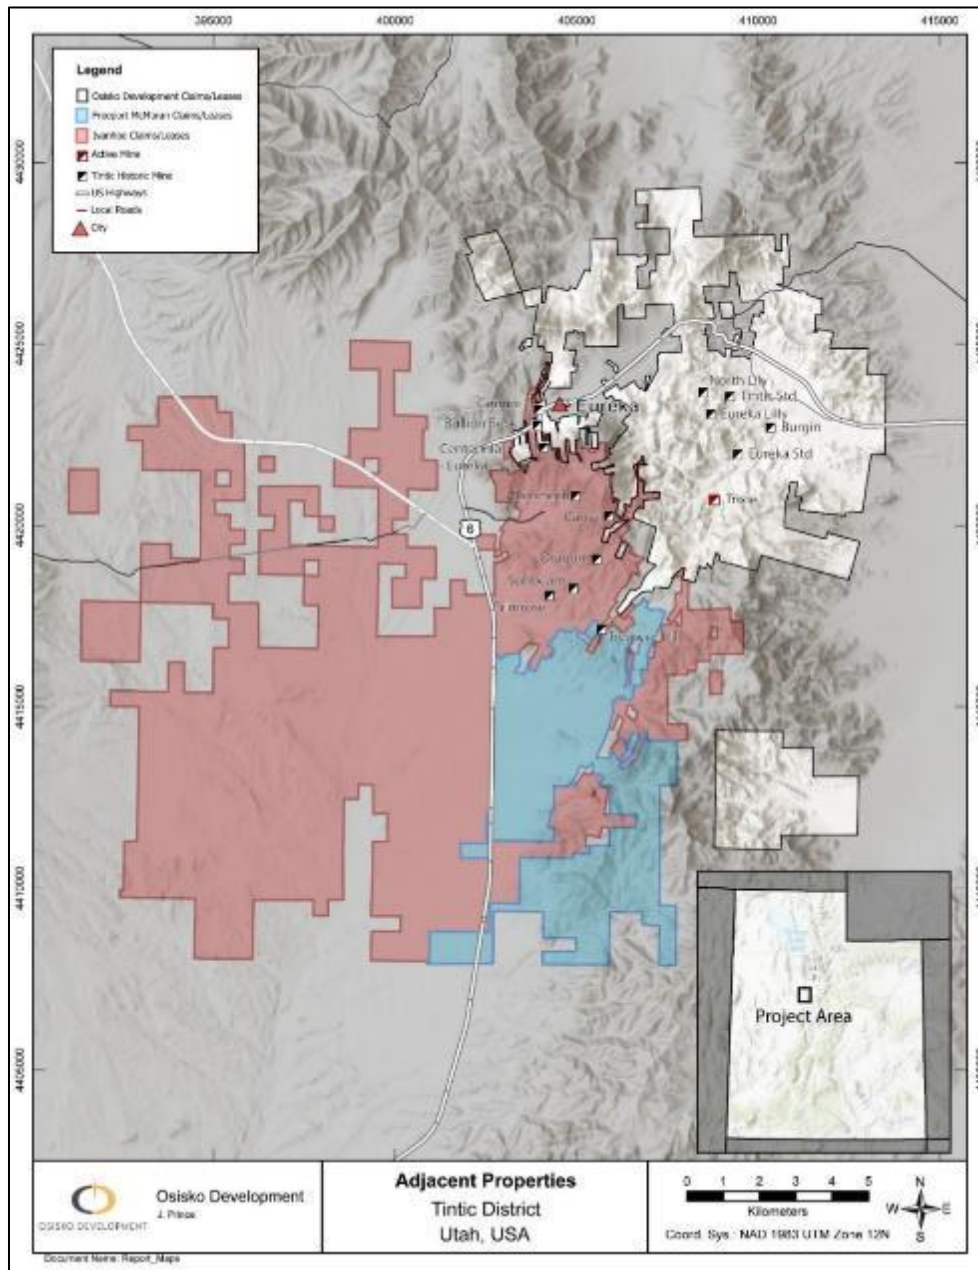 395000 400000 405000 410000 415000
Legend
Osisko Development Claims/Leases
Freeport McMoran Claims/Leases
Ivanhoe Claims/Leases
Active Mine
Tintic Historic Mine
US Highways
Local Roads
City
4430000
4425000
4420000
4415000
4410000
4405000
North Lily
Tintic Std
Eureka Lilly
Burgin
Eureka Std
Trixie
Eureka
Eureka
6
Project Area
OSISKO DEVELOPMENT
Osisko Development
J. Prince
Adjacent Properties
Tintic District
Utah, USA
0 1 2 3 4 5
Kilometers
N
W E
S
Coord. Sys.: NAD 1983 UTM Zone 12N
Document Name: Report_Maps